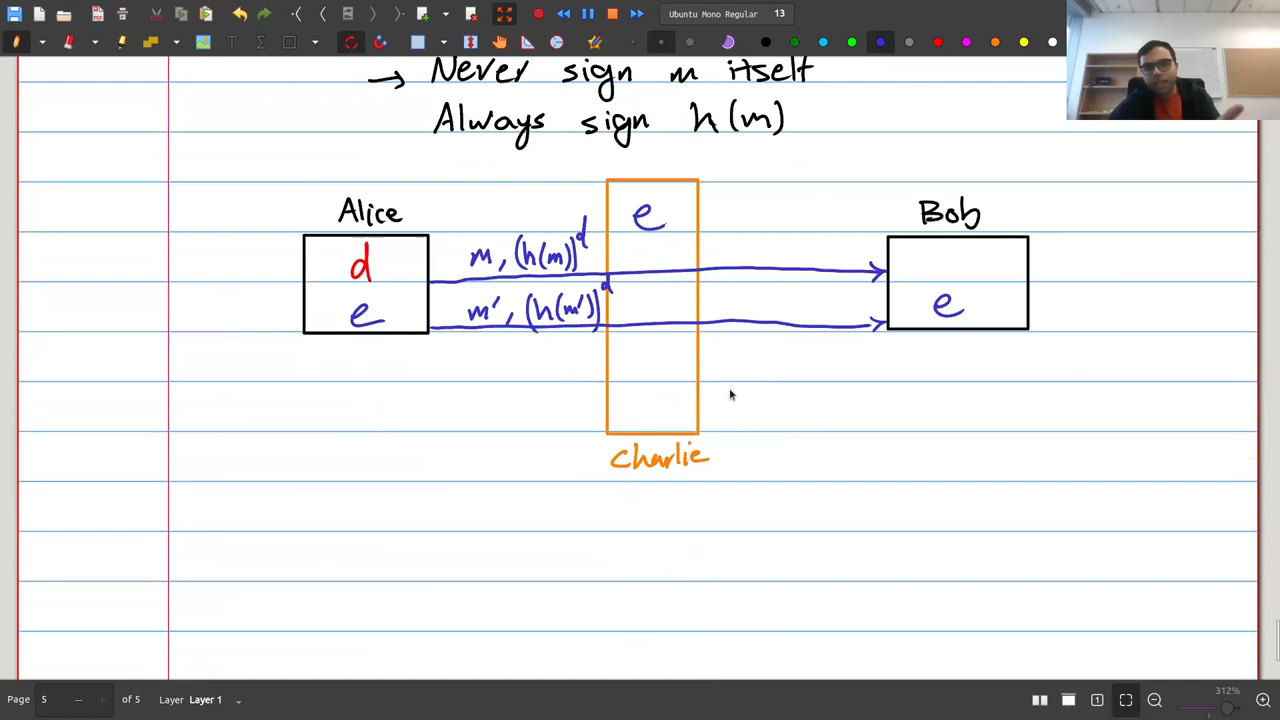 Ubuntu Mono Regular 13
→ Never sign m itself
Always sign h(m)
Alice
e
Bob
d
m, (h(m))^d
e
m', (h(m'))^d
e
Charlie
Page 5 of 5 Layer Layer 1
312%